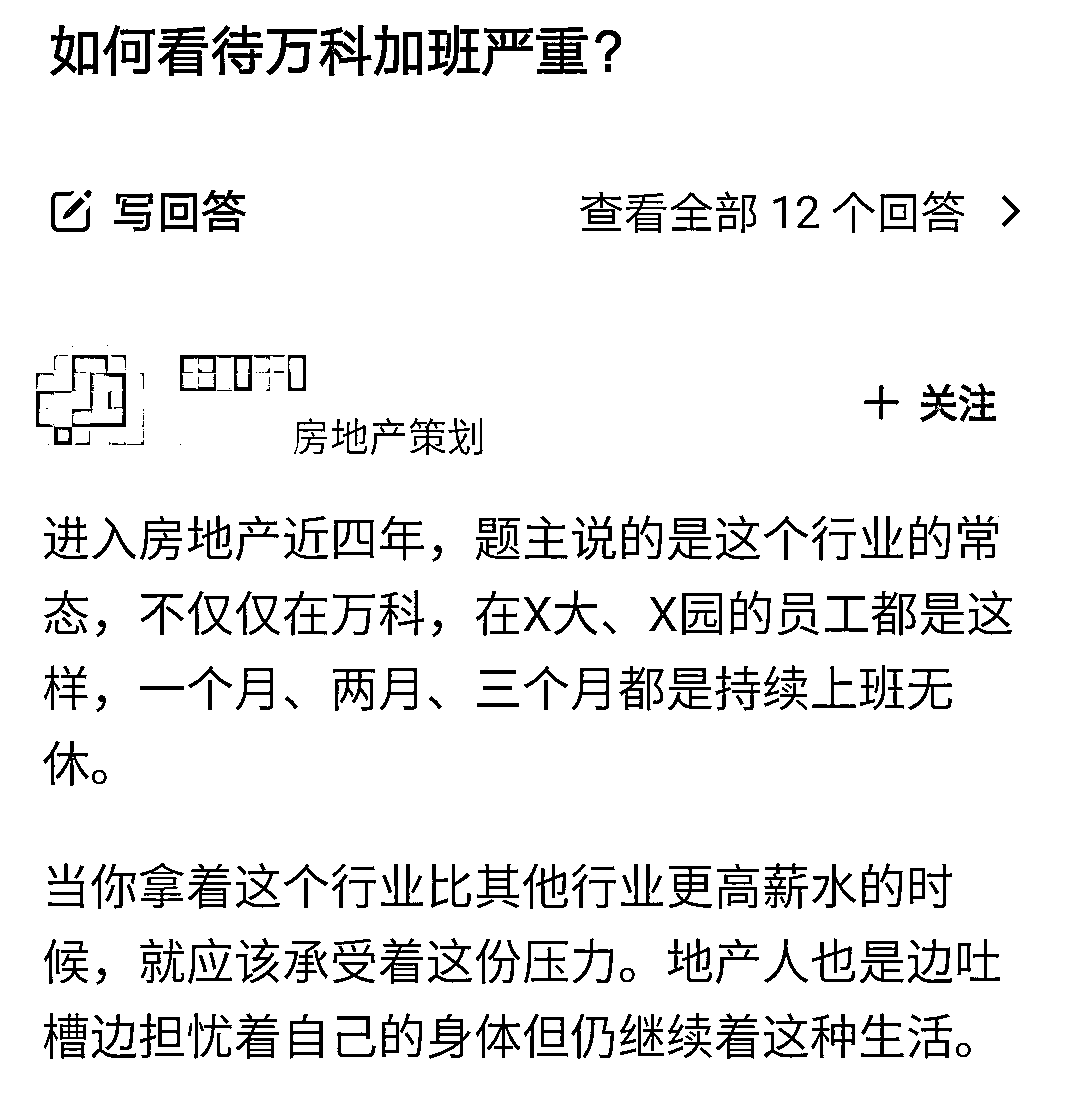 如何看待万科加班严重?
写回答
查看全部 12 个回答
+ 关注
房地产策划
进入房地产近四年，题主说的是这个行业的常
态，不仅仅在万科，在X大、X园的员工都是这
样，一个月、两月、三个月都是持续上班无
休。
当你拿着这个行业比其他行业更高薪水的时
候，就应该承受着这份压力。地产人也是边吐
槽边担忧着自己的身体但仍继续着这种生活。